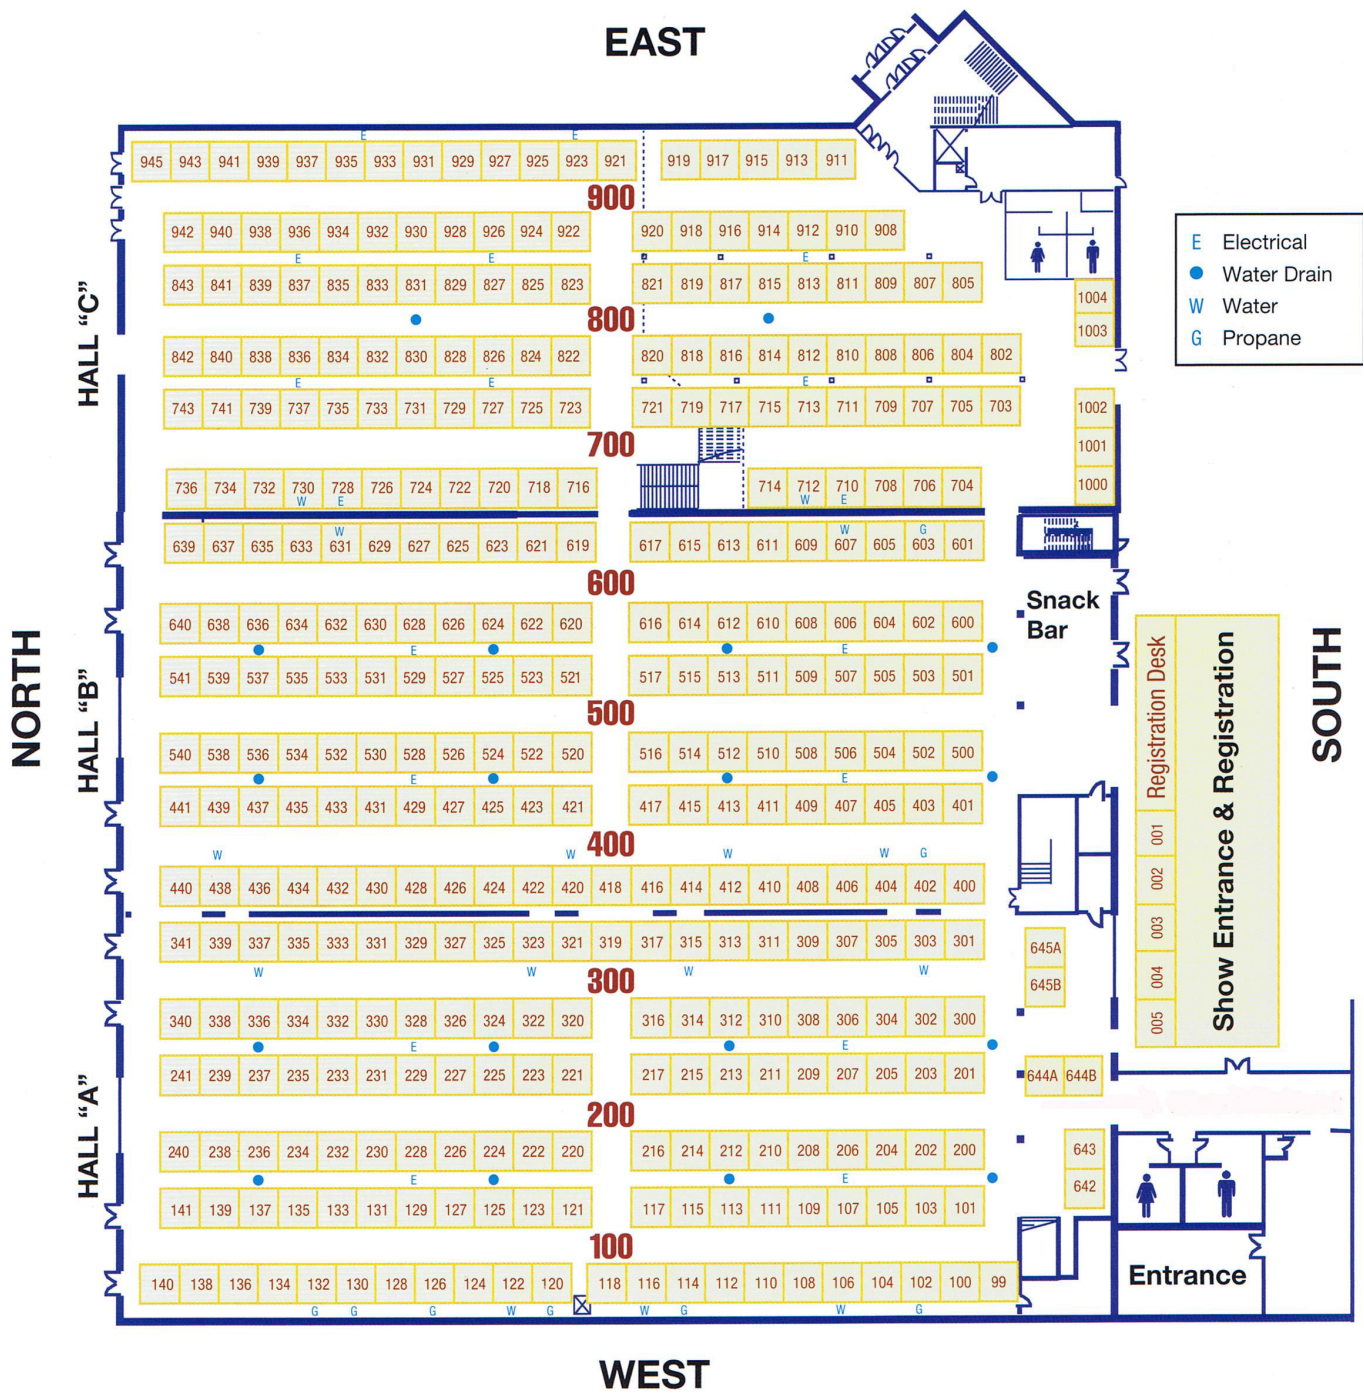 EAST
E E
945 943 941 939 937 935 933 931 929 927 925 923 921 919 917 915 913 911
900
942 940 938 936 934 932 930 928 926 924 922 920 918 916 914 912 910 908
E E E
843 841 839 837 835 833 831 829 827 825 823 821 819 817 815 813 811 809 807 805
800
842 840 838 836 834 832 830 828 826 824 822 820 818 816 814 812 810 808 806 804 802
E E E
743 741 739 737 735 733 731 729 727 725 723 721 719 717 715 713 711 709 707 705 703
700
736 734 732 730 728 726 724 722 720 718 716 714 712 710 708 706 704
W E W E
W W G
639 637 635 633 631 629 627 625 623 621 619 617 615 613 611 609 607 605 603 601
600
640 638 636 634 632 630 628 626 624 622 620 616 614 612 610 608 606 604 602 600
E E
541 539 537 535 533 531 529 527 525 523 521 517 515 513 511 509 507 505 503 501
500
540 538 536 534 532 530 528 526 524 522 520 516 514 512 510 508 506 504 502 500
E E
441 439 437 435 433 431 429 427 425 423 421 417 415 413 411 409 407 405 403 401
400
W W W W G
440 438 436 434 432 430 428 426 424 422 420 418 416 414 412 410 408 406 404 402 400
341 339 337 335 333 331 329 327 325 323 321 319 317 315 313 311 309 307 305 303 301
W W W W
300
340 338 336 334 332 330 328 326 324 322 320 316 314 312 310 308 306 304 302 300
E E
241 239 237 235 233 231 229 227 225 223 221 217 215 213 211 209 207 205 203 201
200
240 238 236 234 232 230 228 226 224 222 220 216 214 212 210 208 206 204 202 200
E E
141 139 137 135 133 131 129 127 125 123 121 117 115 113 111 109 107 105 103 101
100
140 138 136 134 132 130 128 126 124 122 120 118 116 114 112 110 108 106 104 102 100 99
G G G W G W G W G
WEST
NORTH
HALL “C”
HALL “B”
HALL “A”
1004
1003
1002
1001
1000
Snack
Bar
645A
645B
644A 644B
643
642
Entrance
E Electrical
Water Drain
W Water
G Propane
Registration Desk
001
002
003
004
005
Show Entrance & Registration
SOUTH